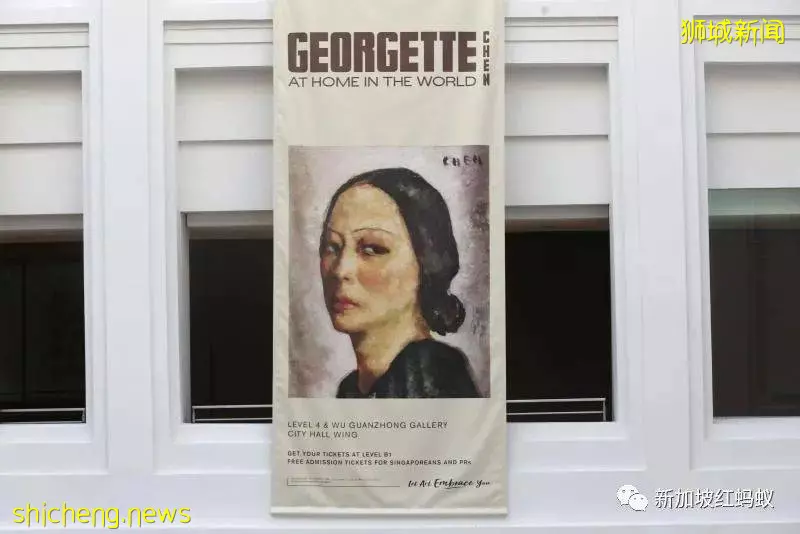 狮城新闻
GEORGETTE
CHEN
AT HOME IN THE WORLD
CHEN
LEVEL 4 & WU GUANZHONG GALLERY
CITY HALL WING
GET YOUR TICKETS AT LEVEL B1
FREE ADMISSION TICKETS FOR SINGAPOREANS AND PRs
Let Art Embrace You
新加坡红蚂蚁
shicheng.news